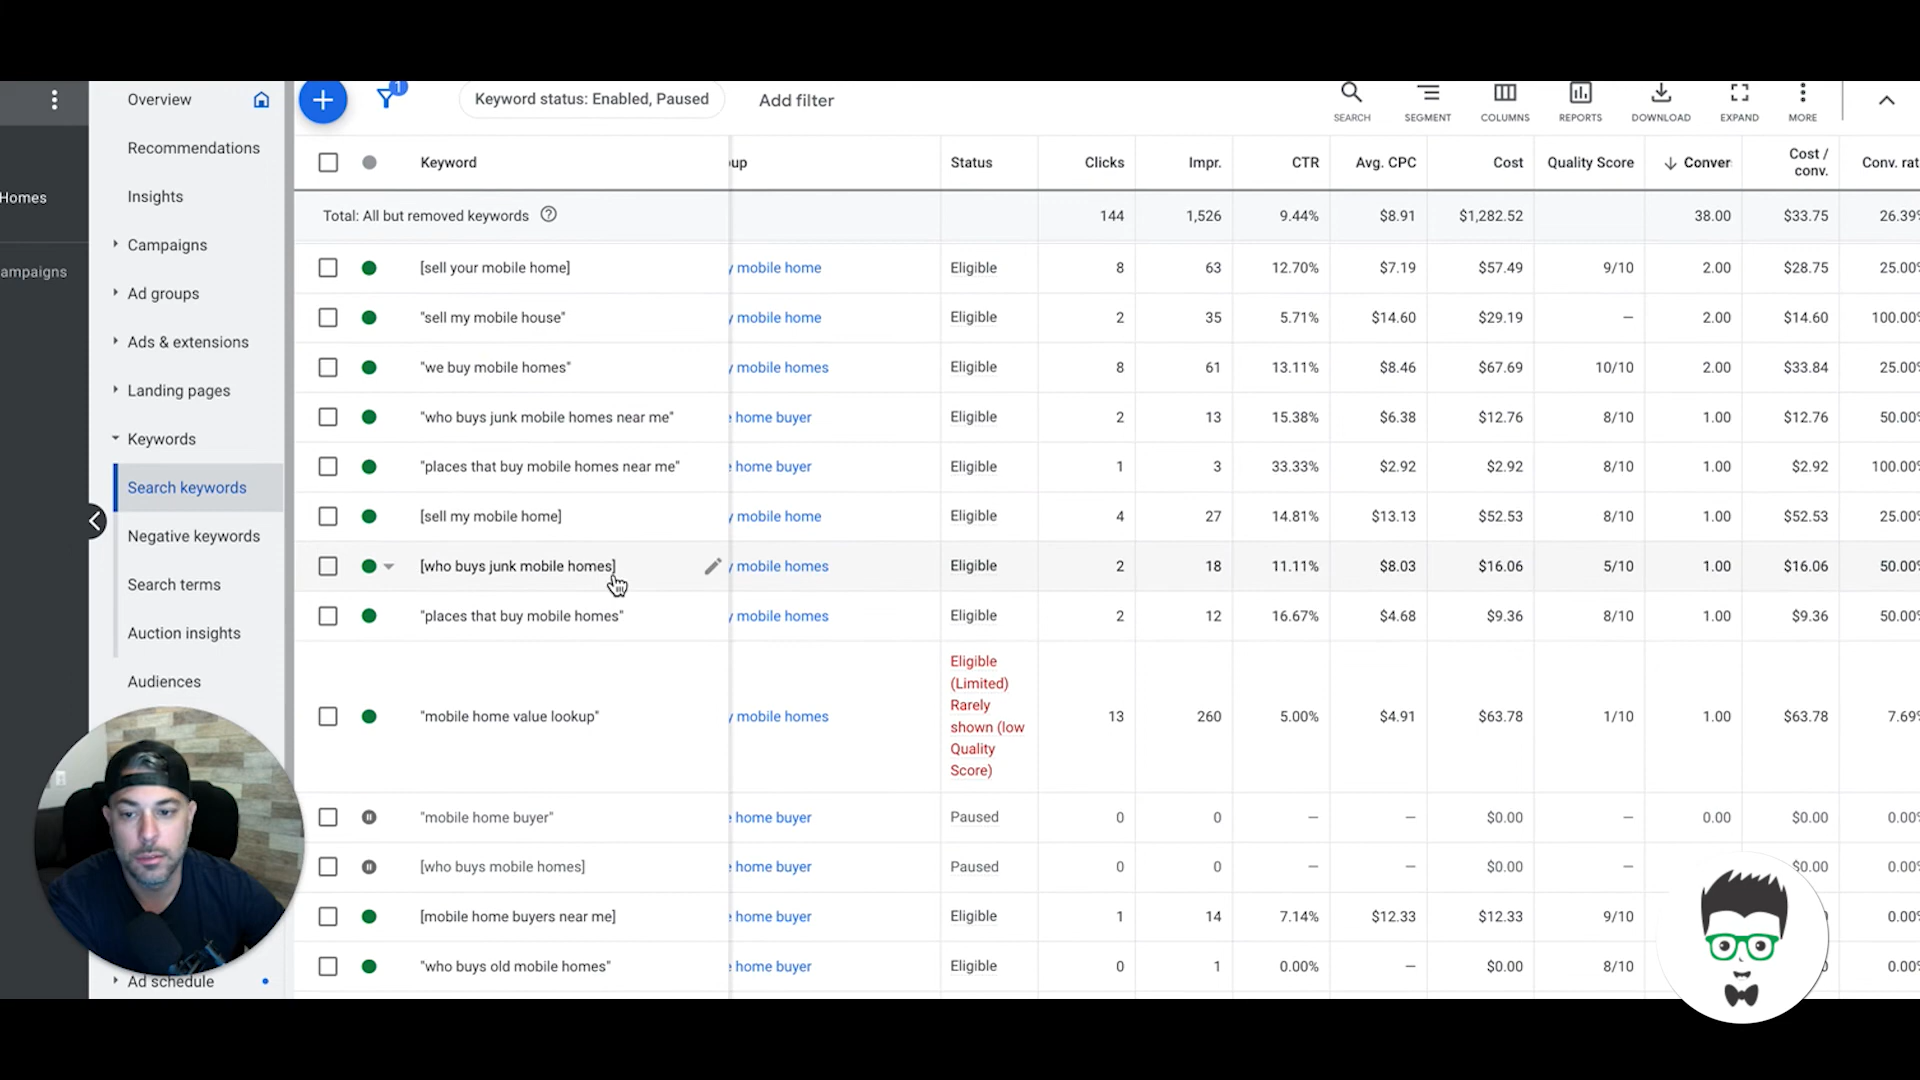 Overview
Recommendations
Homes
Insights
Campaigns
ampaigns
Ad groups
Ads & extensions
Landing pages
Keywords
Search keywords
Negative keywords
Search terms
Auction insights
Audiences
Ad schedule
1
Keyword status: Enabled, Paused
Add filter
SEARCH
SEGMENT
COLUMNS
REPORTS
DOWNLOAD
EXPAND
MORE
Keyword up Status Clicks Impr. CTR Avg. CPC Cost Quality Score Conver Cost / conv. Conv. rat
Total: All but removed keywords 144 1,526 9.44% $8.91 $1,282.52 38.00 $33.75 26.39%
[sell your mobile home] y mobile home Eligible 8 63 12.70% $7.19 $57.49 9/10 2.00 $28.75 25.00%
"sell my mobile house" y mobile home Eligible 2 35 5.71% $14.60 $29.19 — 2.00 $14.60 100.00%
"we buy mobile homes" y mobile homes Eligible 8 61 13.11% $8.46 $67.69 10/10 2.00 $33.84 25.00%
"who buys junk mobile homes near me" e home buyer Eligible 2 13 15.38% $6.38 $12.76 8/10 1.00 $12.76 50.00%
"places that buy mobile homes near me" e home buyer Eligible 1 3 33.33% $2.92 $2.92 8/10 1.00 $2.92 100.00%
[sell my mobile home] y mobile home Eligible 4 27 14.81% $13.13 $52.53 8/10 1.00 $52.53 25.00%
[who buys junk mobile homes] y mobile homes Eligible 2 18 11.11% $8.03 $16.06 5/10 1.00 $16.06 50.00%
"places that buy mobile homes" y mobile homes Eligible 2 12 16.67% $4.68 $9.36 8/10 1.00 $9.36 50.00%
"mobile home value lookup" y mobile homes Eligible (Limited) Rarely shown (low Quality Score) 13 260 5.00% $4.91 $63.78 1/10 1.00 $63.78 7.69%
"mobile home buyer" e home buyer Paused 0 0 — — $0.00 — 0.00 $0.00 0.00%
[who buys mobile homes] e home buyer Paused 0 0 — — $0.00 — $0.00 0.00%
[mobile home buyers near me] e home buyer Eligible 1 14 7.14% $12.33 $12.33 9/10 0.00%
"who buys old mobile homes" e home buyer Eligible 0 1 0.00% — $0.00 8/10 0.00%